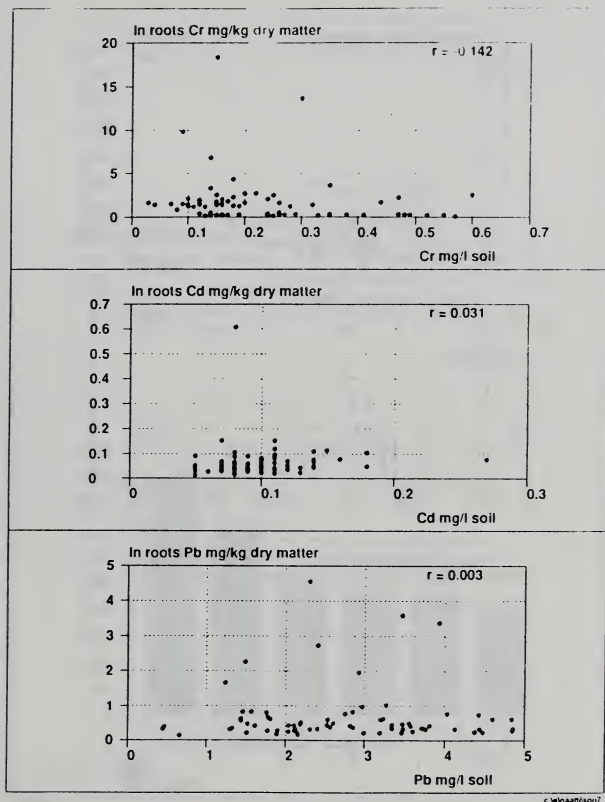 In roots Cr mg/kg dry matter
r = -0.142
20
15
10
5
0
0 0.1 0.2 0.3 0.4 0.5 0.6 0.7
Cr mg/l soil
In roots Cd mg/kg dry matter
r = 0.031
0.7
0.6
0.5
0.4
0.3
0.2
0.1
0
0 0.1 0.2 0.3
Cd mg/l soil
In roots Pb mg/kg dry matter
r = 0.003
5
4
3
2
1
0
0 1 2 3 4 5
Pb mg/l soil